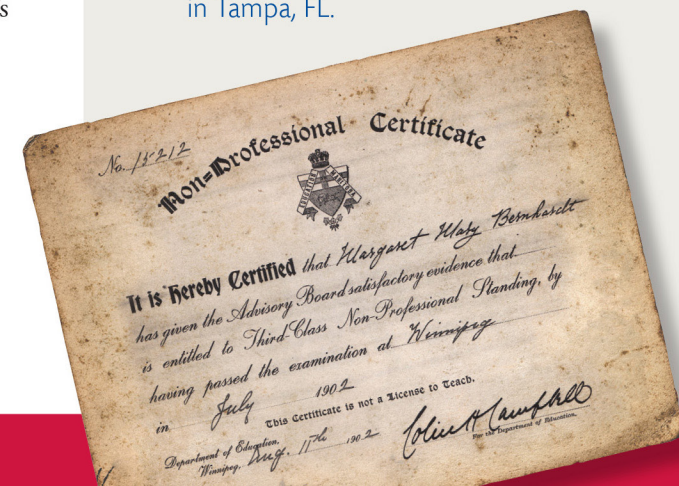 s
in Tampa, FL.
No. 15212
Non=Professional Certificate
It is Hereby Certified that Margaret Mary Bernhardt
has given the Advisory Board satisfactory evidence that
is entitled to Third-Class Non-Professional Standing, by
having passed the examination at Winnipeg
in July 1902
This Certificate is not a License to Teach.
Department of Education,
Winnipeg, Aug. 11th 1902
Colin H Campbell
For the Department of Education.